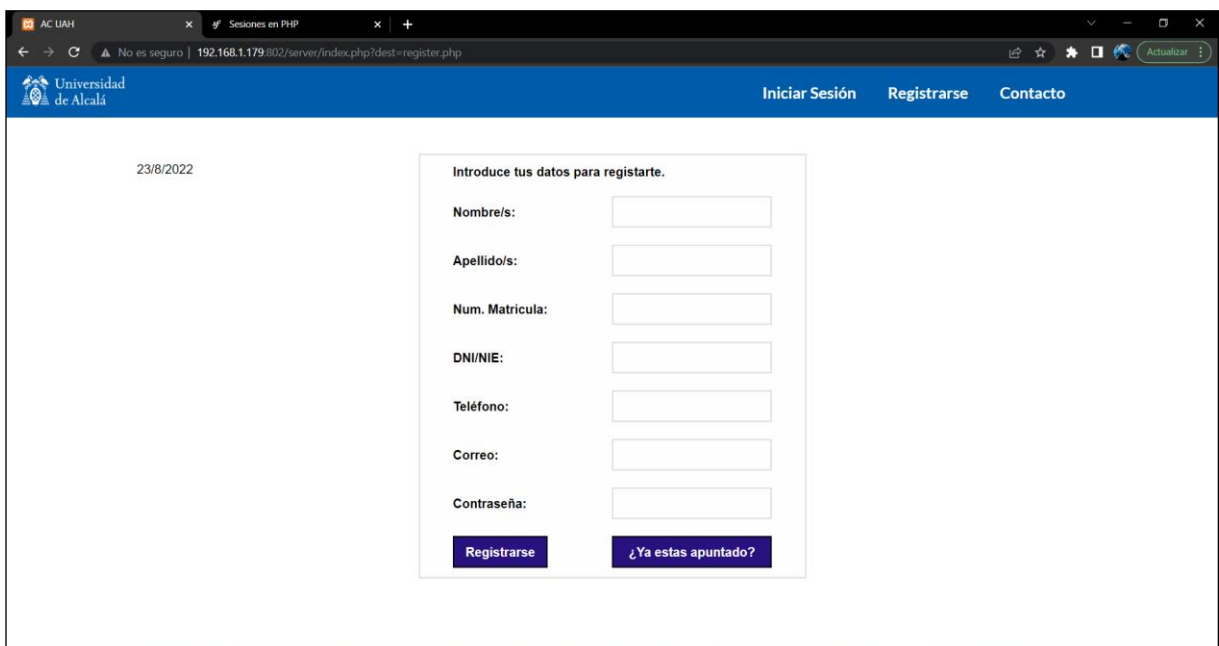 AC UAH
Sesiones en PHP
No es seguro | 192.168.1.179:802/server/index.php?dest=register.php
Actualizar
Universidad
de Alcalá
Iniciar Sesión Registrarse Contacto
23/8/2022
Introduce tus datos para registarte.
Nombre/s:
Apellido/s:
Num. Matricula:
DNI/NIE:
Teléfono:
Correo:
Contraseña:
Registrarse ¿Ya estas apuntado?